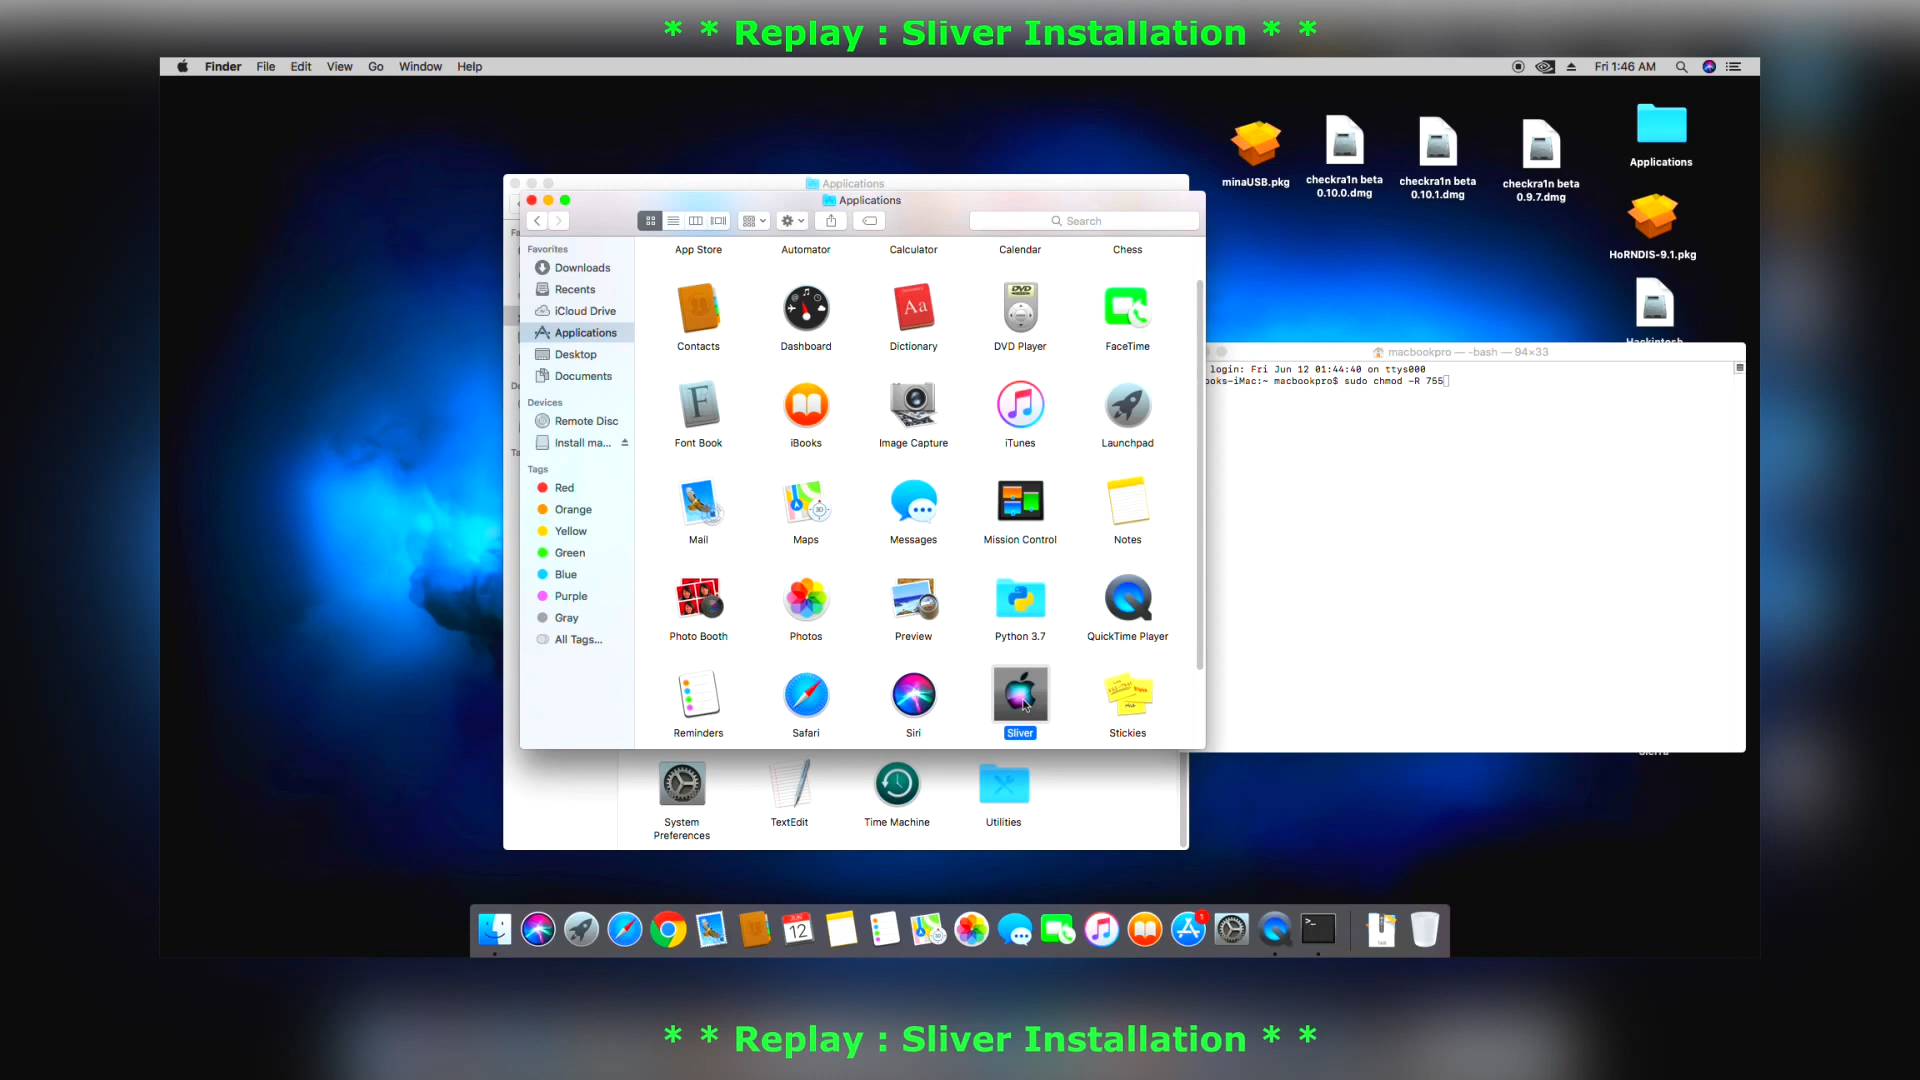 * * Replay : Sliver Installation * *
Finder File Edit View Go Window Help
Fri 1:46 AM
minaUSB.pkg
checkra1n beta
0.10.0.dmg
checkra1n beta
0.10.1.dmg
checkra1n beta
0.9.7.dmg
Applications
HoRNDIS-9.1.pkg
Applications
Applications
Search
Favorites
Downloads
Recents
iCloud Drive
Applications
Desktop
Documents
Devices
Remote Disc
Install ma...
Tags
Red
Orange
Yellow
Green
Blue
Purple
Gray
All Tags...
App Store Automator Calculator Calendar Chess
Contacts Dashboard Dictionary DVD Player FaceTime
Font Book iBooks Image Capture iTunes Launchpad
Mail Maps Messages Mission Control Notes
Photo Booth Photos Preview Python 3.7 QuickTime Player
Reminders Safari Siri Sliver Stickies
System
Preferences
TextEdit Time Machine Utilities
macbookpro — -bash — 94×33
login: Fri Jun 12 01:44:40 on ttys000
ooks-iMac:~ macbookpro$ sudo chmod -R 755
JUN
12
1
* * Replay : Sliver Installation * *